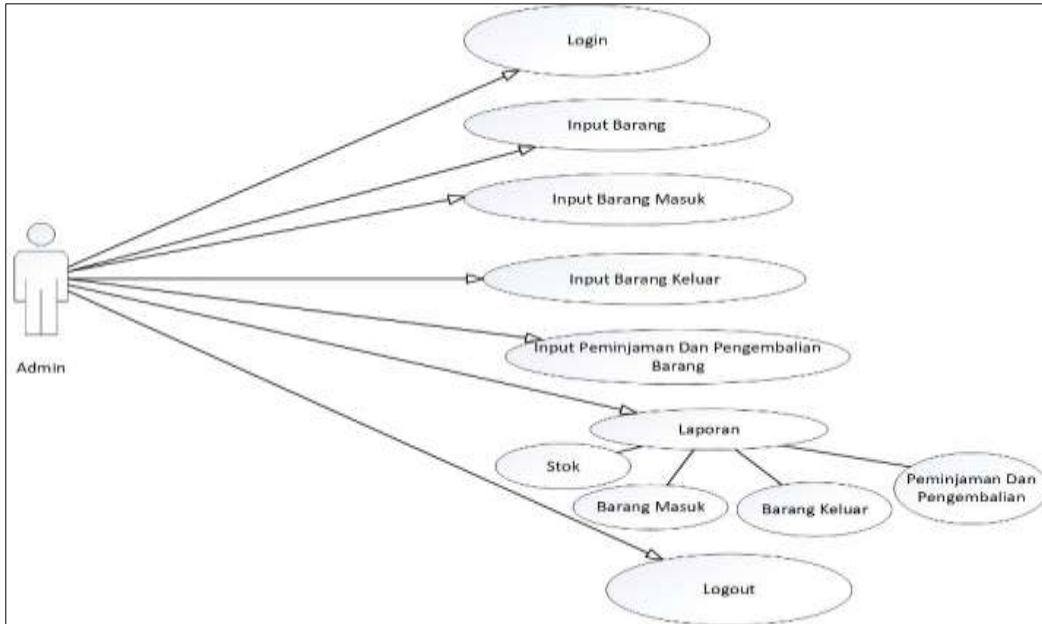 Login
Input Barang
Input Barang Masuk
Input Barang Keluar
Admin
Input Peminjaman Dan Pengembalian
Barang
Laporan
Stok
Barang Masuk
Barang Keluar
Peminjaman Dan
Pengembalian
Logout